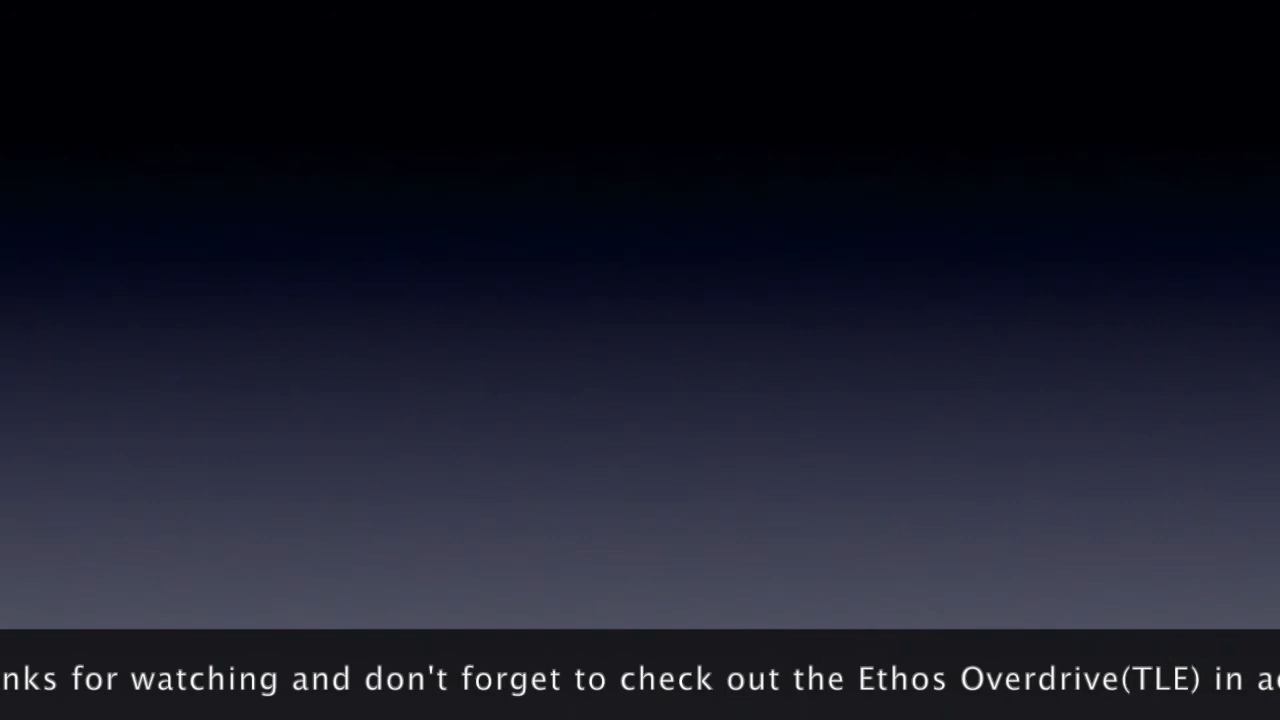 nks for watching and don't forget to check out the Ethos Overdrive(TLE) in